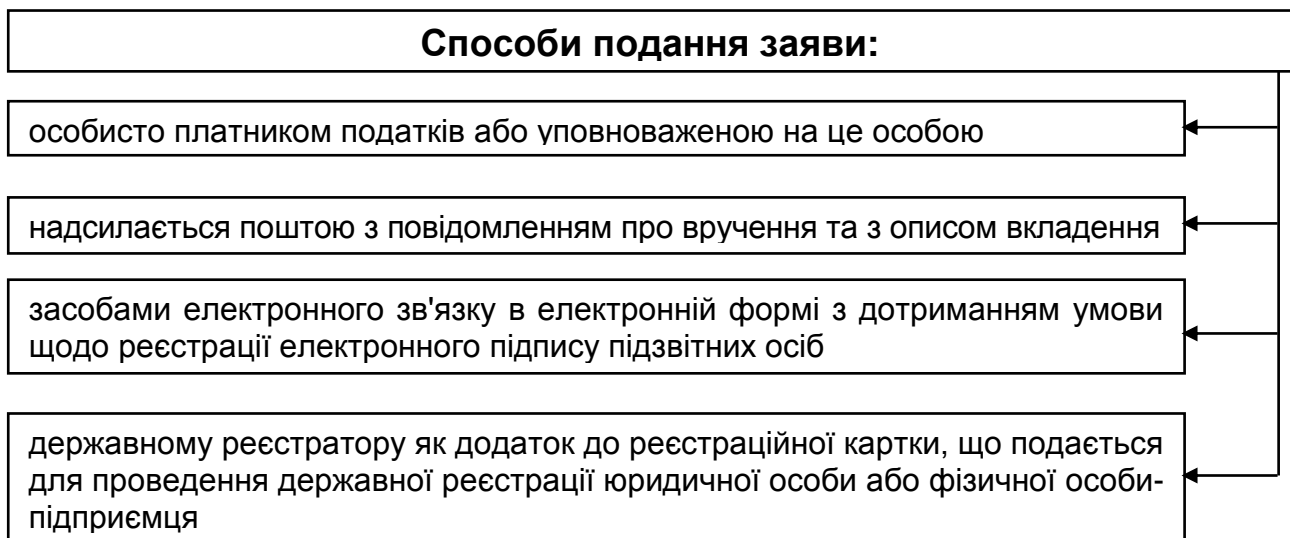 Способи подання заяви:
особисто платником податків або уповноваженою на це особою
надсилається поштою з повідомленням про вручення та з описом вкладення
засобами електронного зв'язку в електронній формі з дотриманням умови
щодо реєстрації електронного підпису підзвітних осіб
державному реєстратору як додаток до реєстраційної картки, що подається
для проведення державної реєстрації юридичної особи або фізичної особи-
підприємця